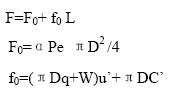 F=F₀+ f₀ L
F₀=α Pe π D²/4
f₀=(π Dq+W)u'+π DC'